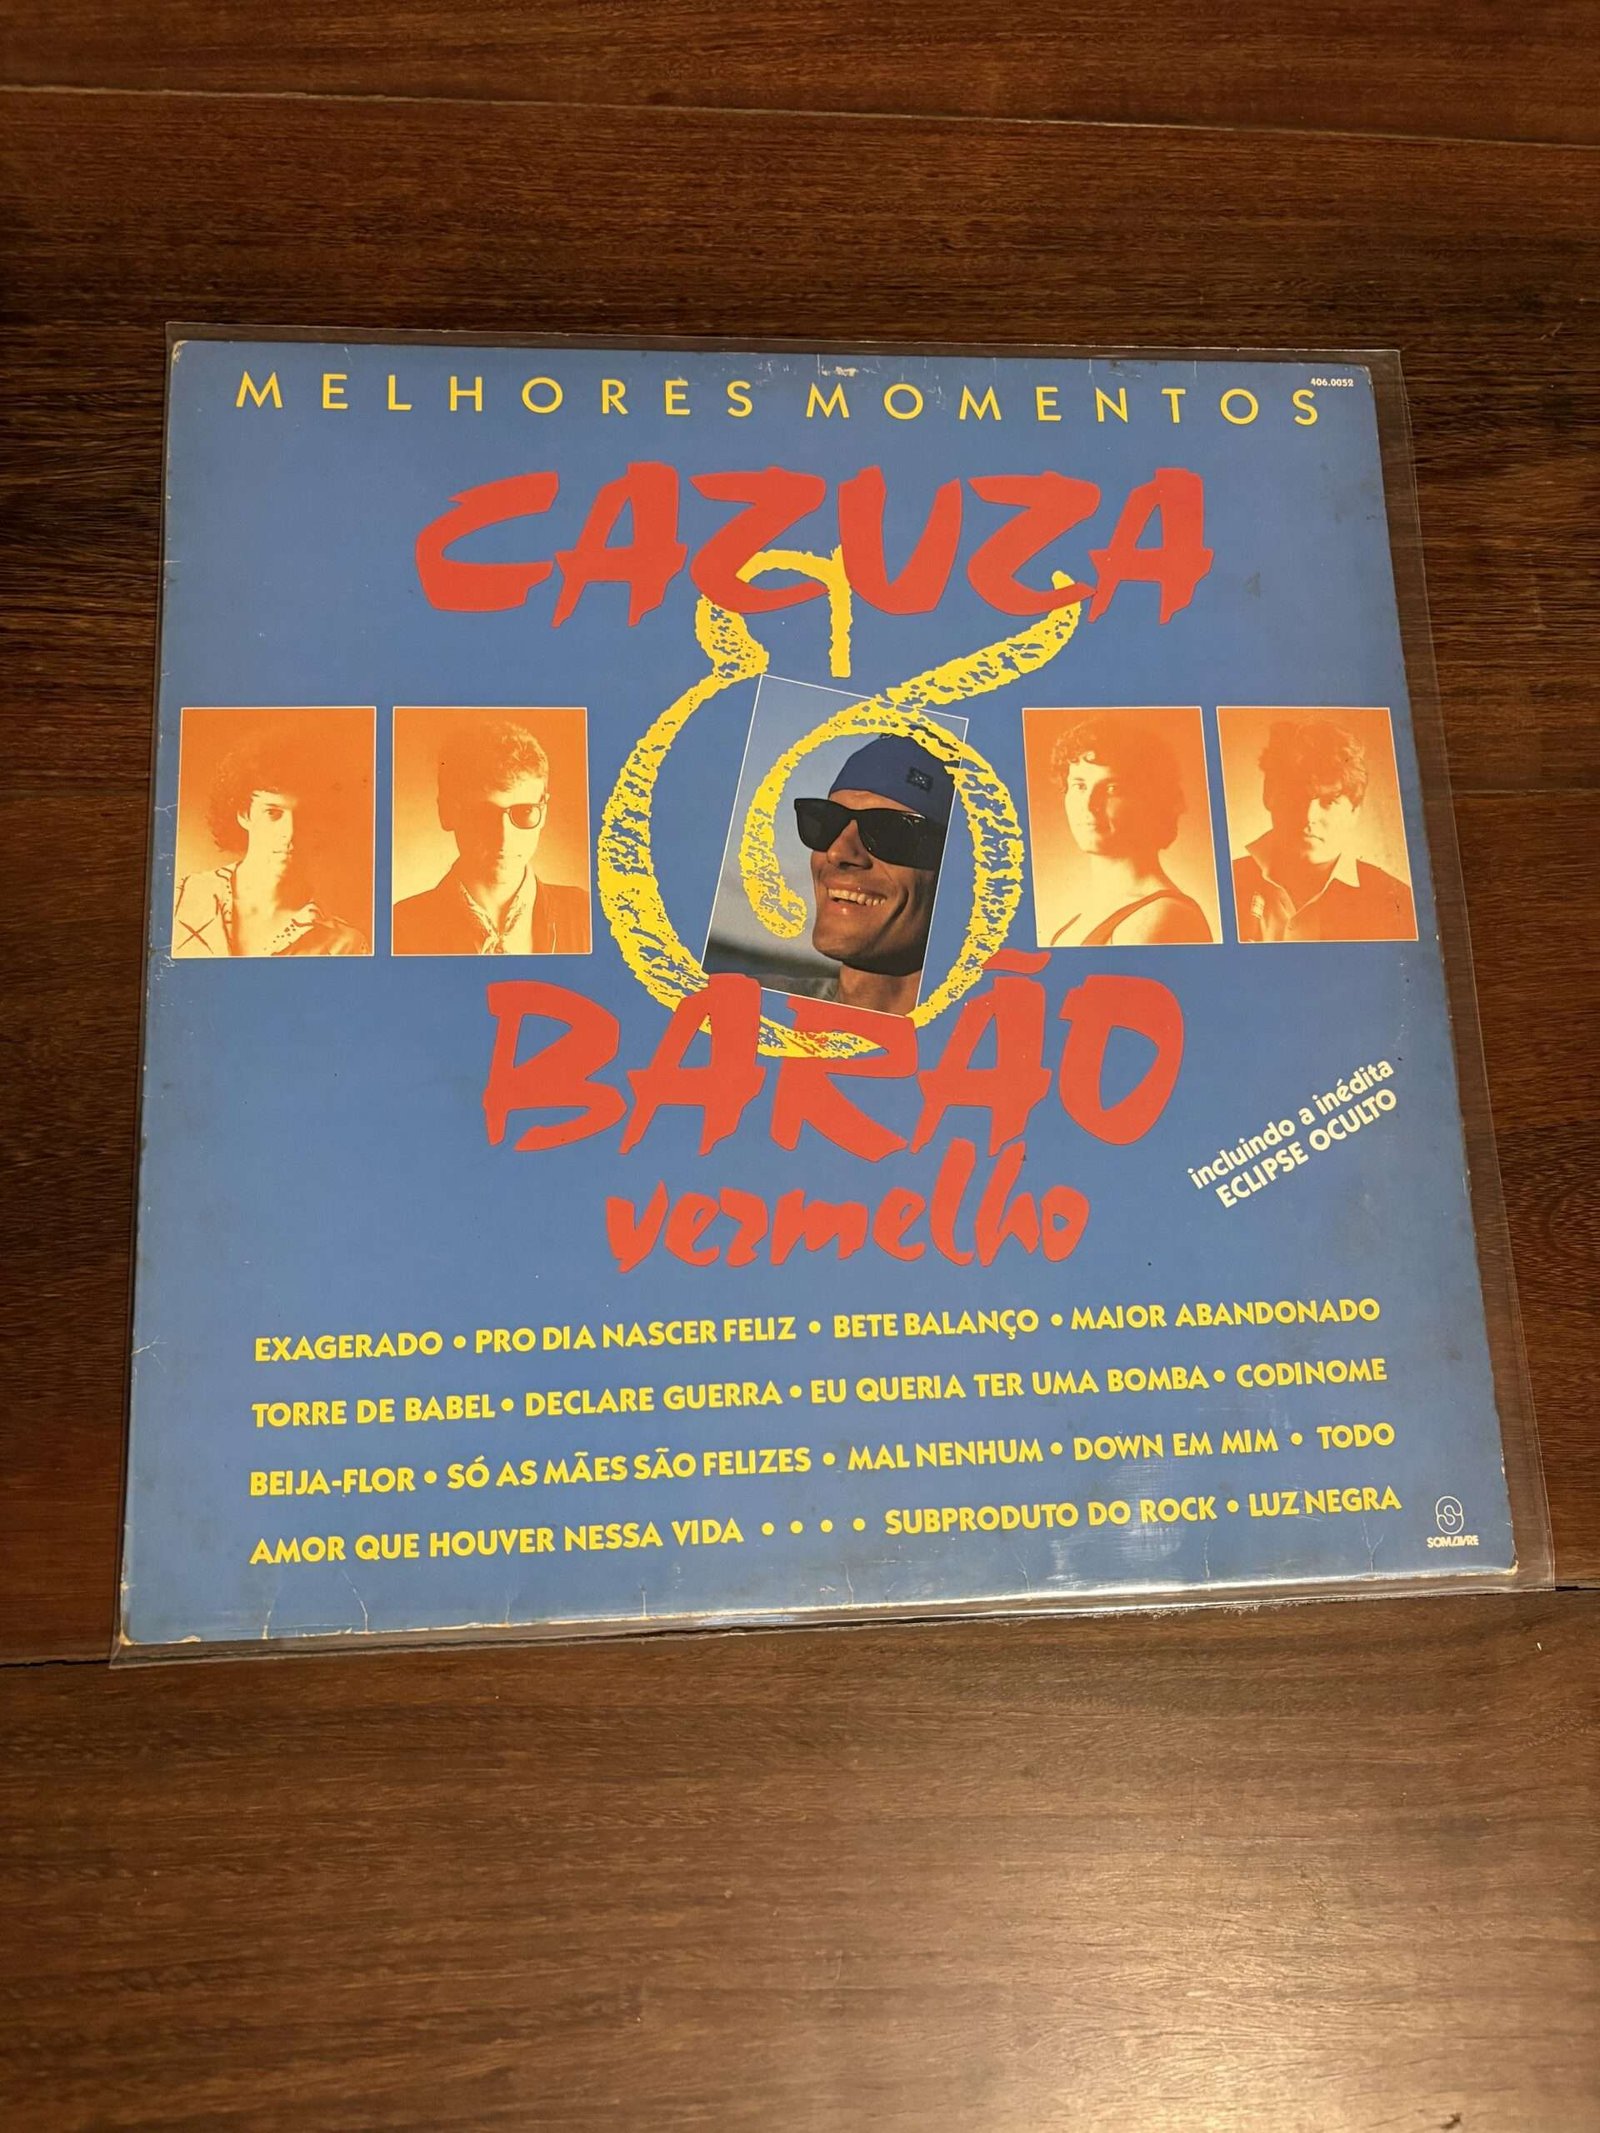 MELHORES MOMENTOS
406.0052
CAZUZA
&
BARÃO
vermelho
incluindo a inédita
ECLIPSE OCULTO
EXAGERADO • PRO DIA NASCER FELIZ • BETE BALANÇO • MAIOR ABANDONADO
TORRE DE BABEL • DECLARE GUERRA • EU QUERIA TER UMA BOMBA • CODINOME
BEIJA-FLOR • SÓ AS MÃES SÃO FELIZES • MAL NENHUM • DOWN EM MIM • TODO
AMOR QUE HOUVER NESSA VIDA • • • • SUBPRODUTO DO ROCK • LUZ NEGRA
SOM LIVRE